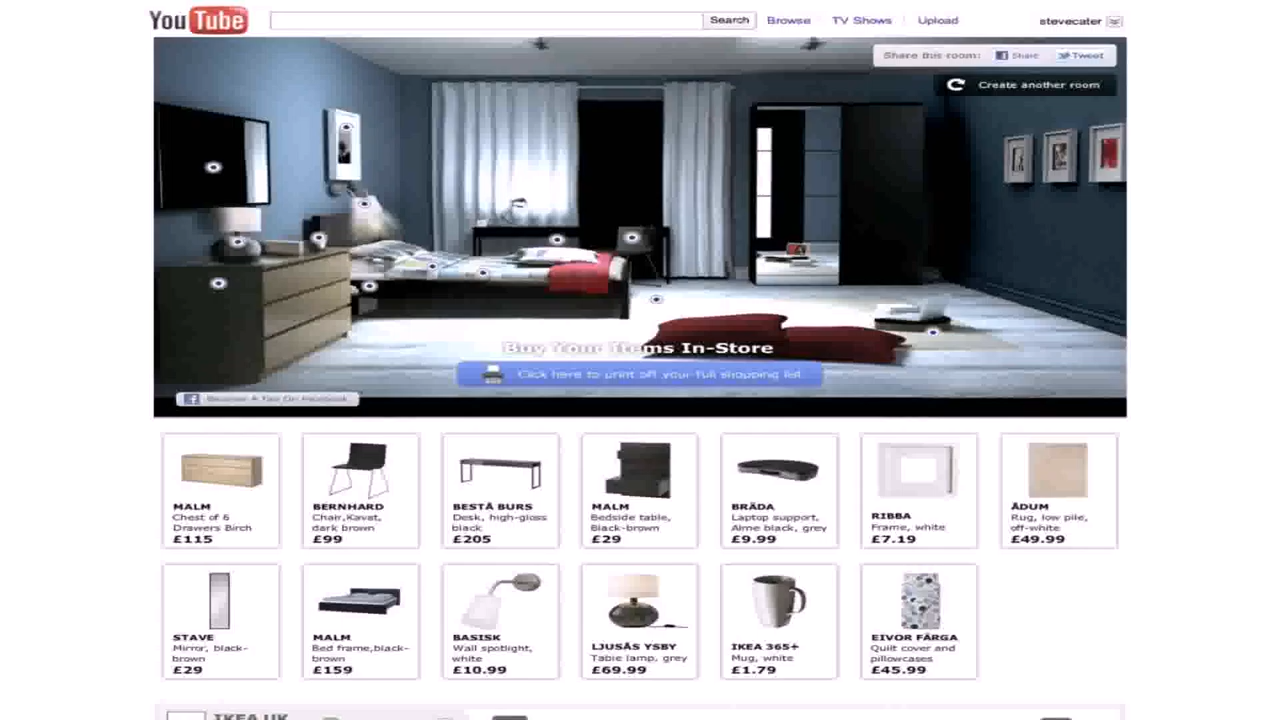 YouTube
Search Browse TV Shows Upload stevecater
Share this room: Share Tweet
Create another room
Buy Your Items In-Store
Click here to print off your full shopping list
Become A Fan On Facebook
MALM
Chest of 6
Drawers Birch
£115
BERNHARD
Chair,Kavat,
dark brown
£99
BESTÅ BURS
Desk, high-gloss
black
£205
MALM
Bedside table,
Black-brown
£29
BRÄDA
Laptop support,
Alme black, grey
£9.99
RIBBA
Frame, white
£7.19
ÅDUM
Rug, low pile,
off-white
£49.99
STAVE
Mirror, black-
brown
£29
MALM
Bed frame,black-
brown
£159
BASISK
Wall spotlight,
white
£10.99
LJUSÅS YSBY
Table lamp, grey
£69.99
IKEA 365+
Mug, white
£1.79
EIVOR FÄRGA
Quilt cover and
pillowcases
£45.99
IKEA UK